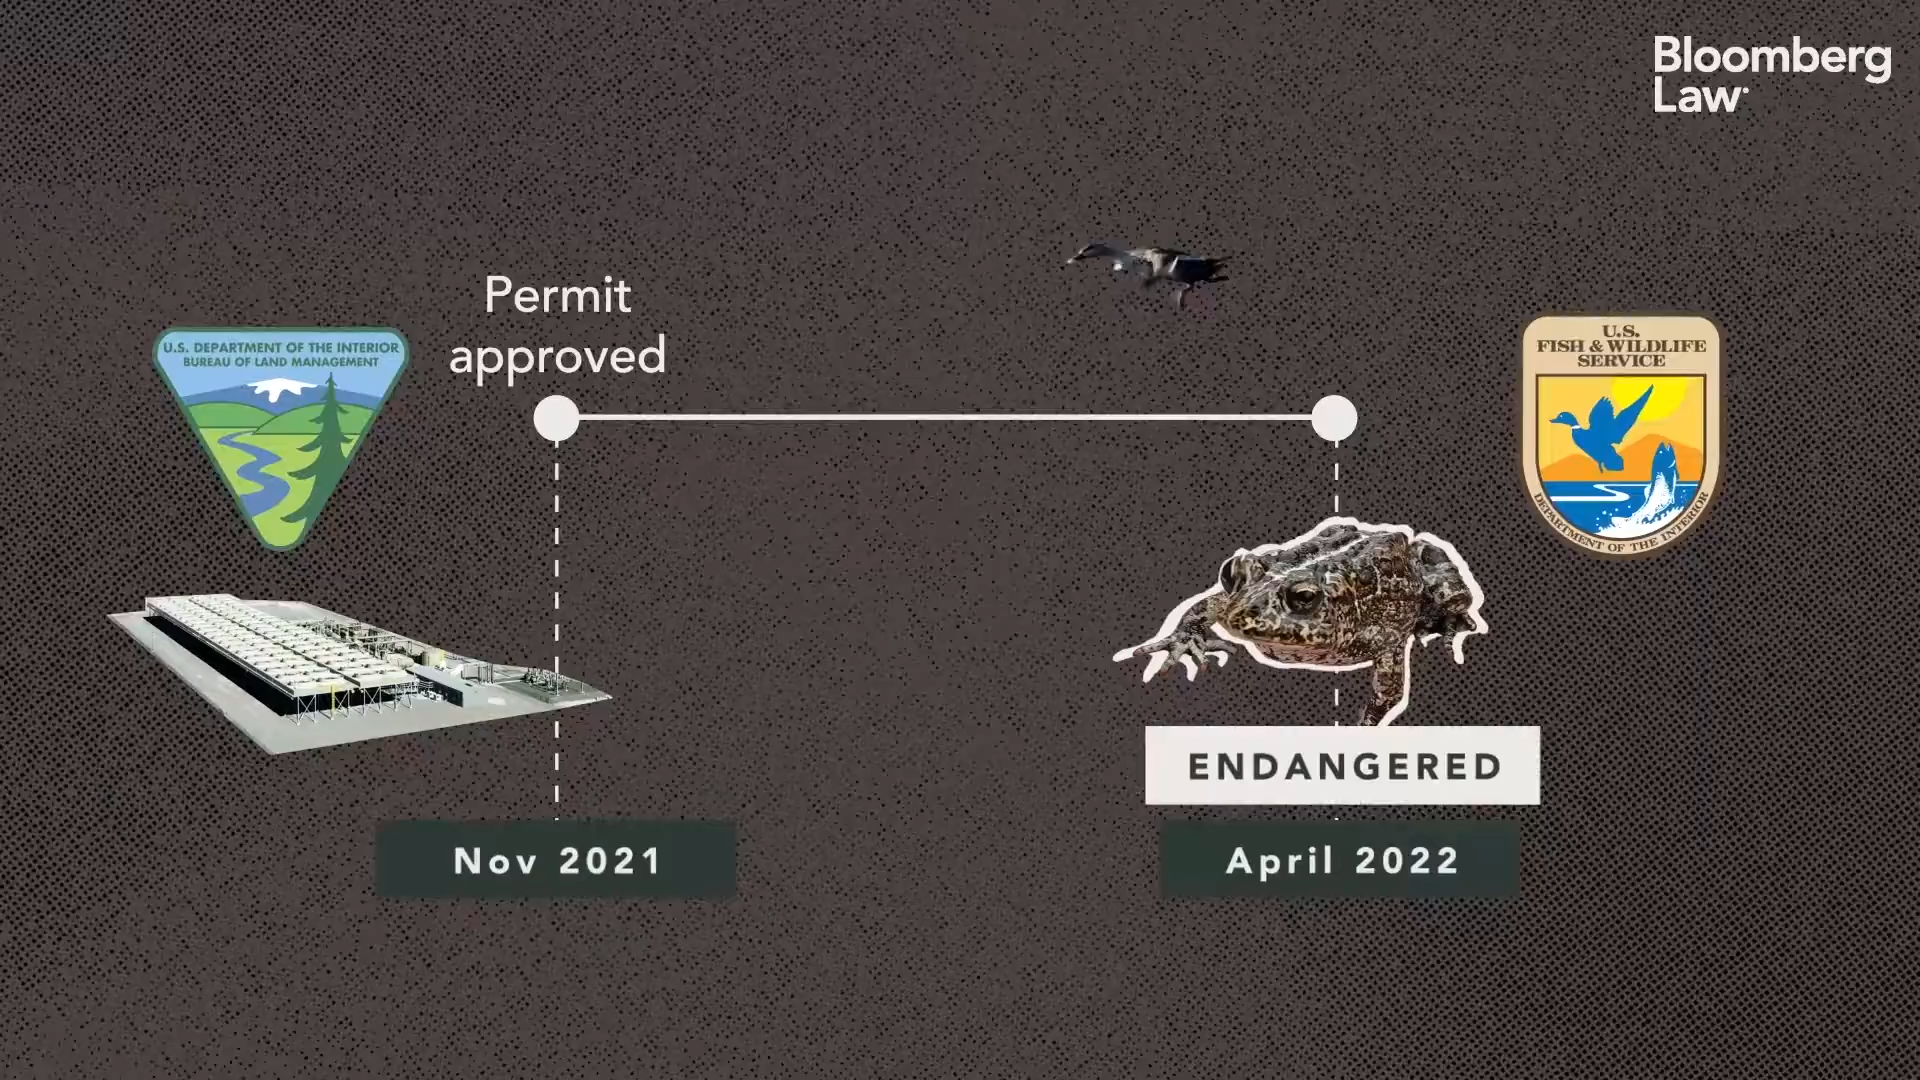 Bloomberg
Law
Permit
approved
U.S. DEPARTMENT OF THE INTERIOR
BUREAU OF LAND MANAGEMENT
U.S.
FISH & WILDLIFE
SERVICE
DEPARTMENT OF THE INTERIOR
ENDANGERED
Nov 2021
April 2022